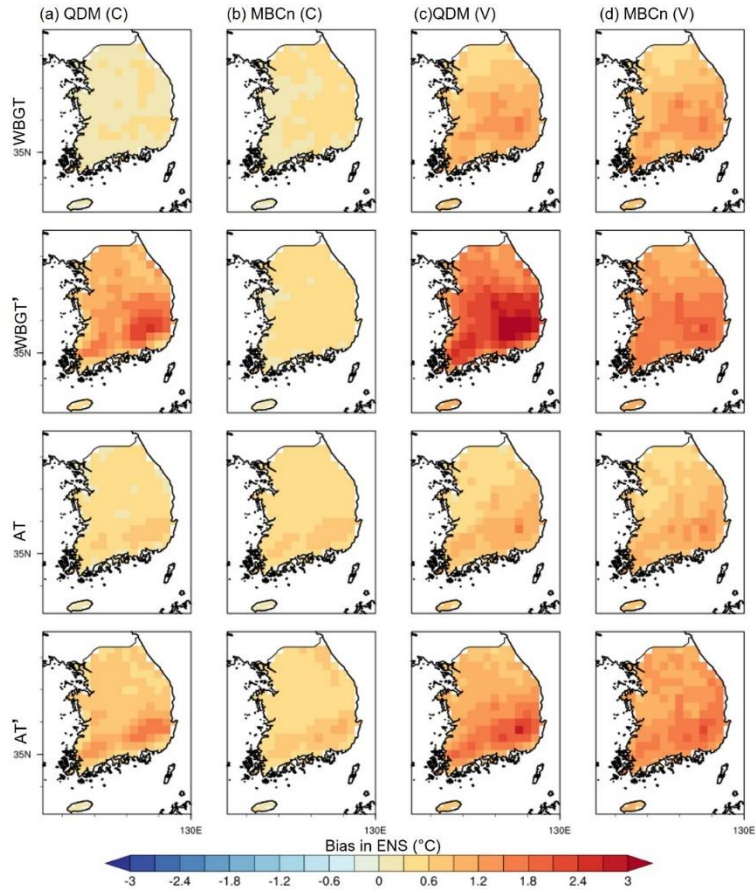 (a) QDM (C) (b) MBCn (C) (c)QDM (V) (d) MBCn (V)
WBGT
35N
WBGT’
35N
AT
35N
AT’
35N
130E 130E 130E 130E
Bias in ENS (°C)
-3 -2.4 -1.8 -1.2 -0.6 0 0.6 1.2 1.8 2.4 3